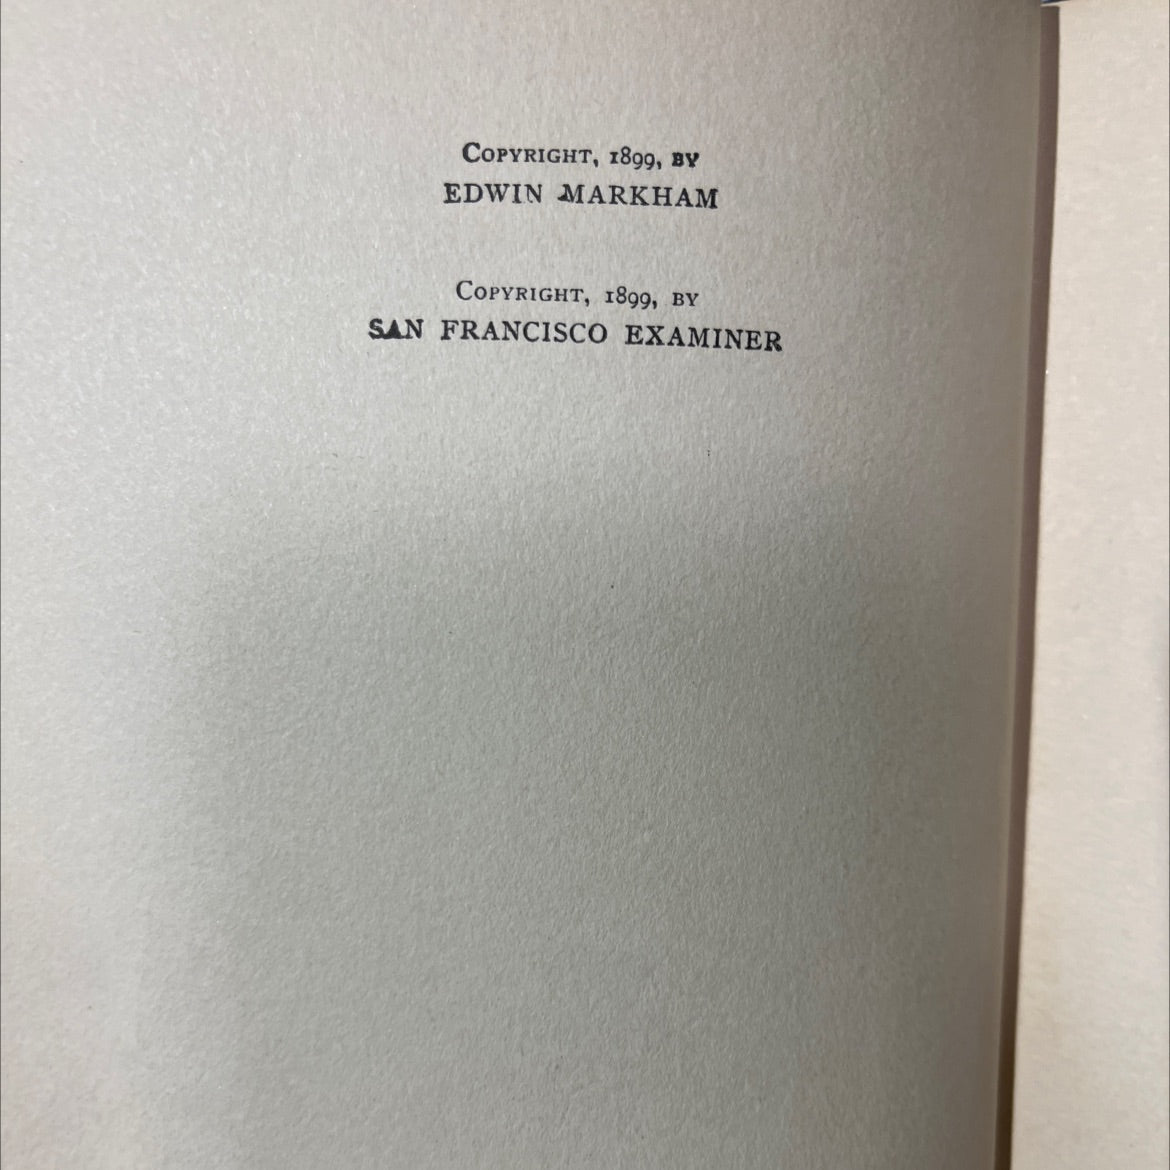 COPYRIGHT, 1899, BY
EDWIN MARKHAM
COPYRIGHT, 1899, BY
SAN FRANCISCO EXAMINER